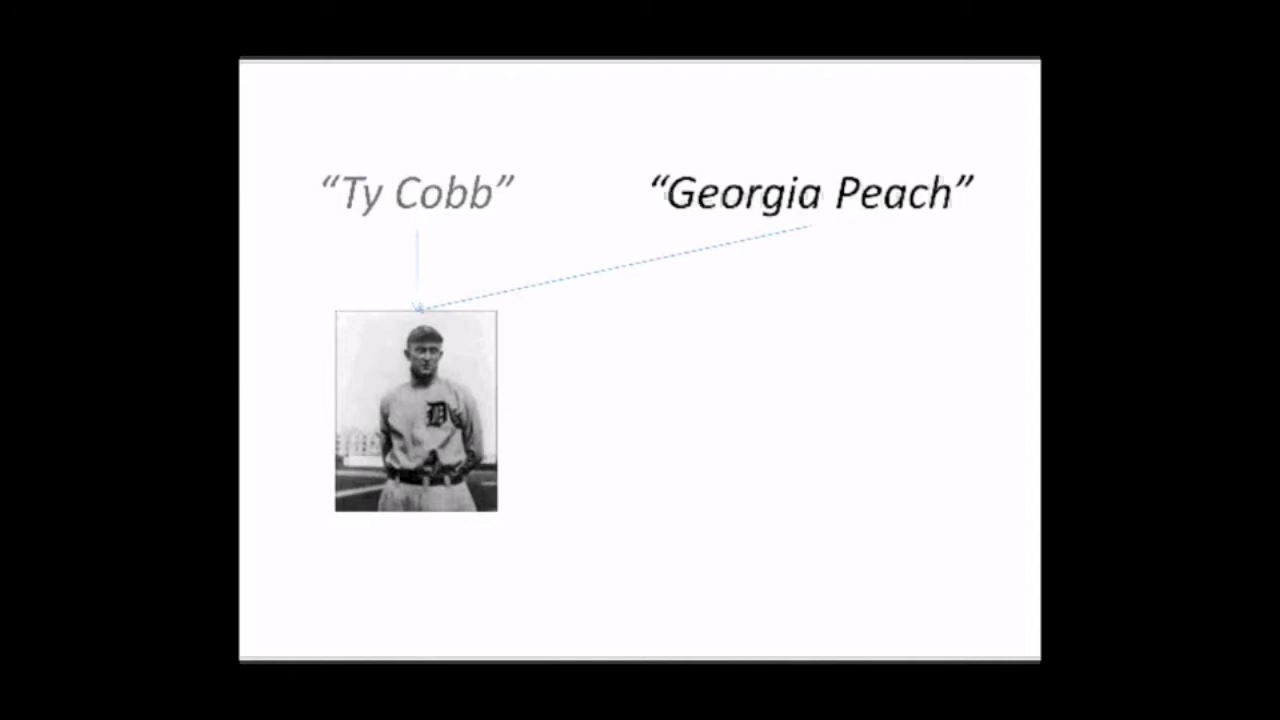 “Ty Cobb” “Georgia Peach”
D